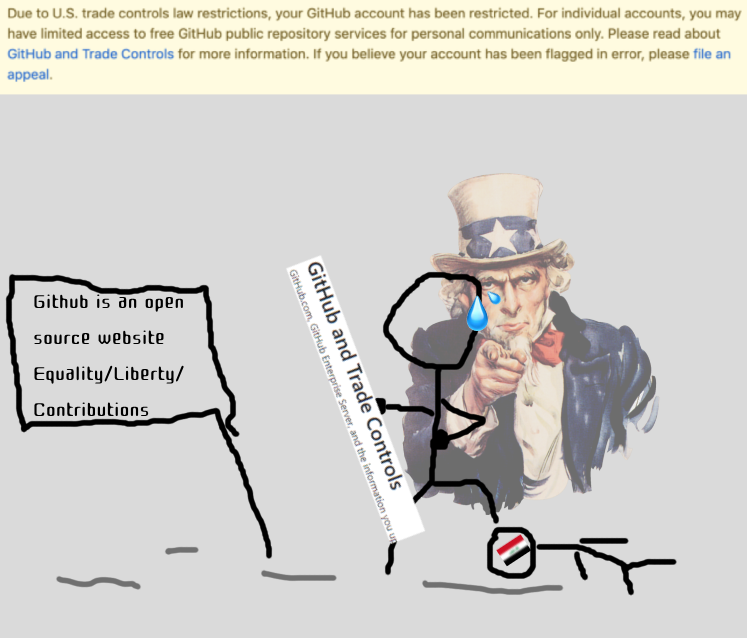 Due to U.S. trade controls law restrictions, your GitHub account has been restricted. For individual accounts, you may
have limited access to free GitHub public repository services for personal communications only. Please read about
GitHub and Trade Controls for more information. If you believe your account has been flagged in error, please file an
appeal.
Github is an open
source website
Equality/Liberty/
Contributions
GitHub and Trade Controls
GitHub.com, GitHub Enterprise Server, and the information you up